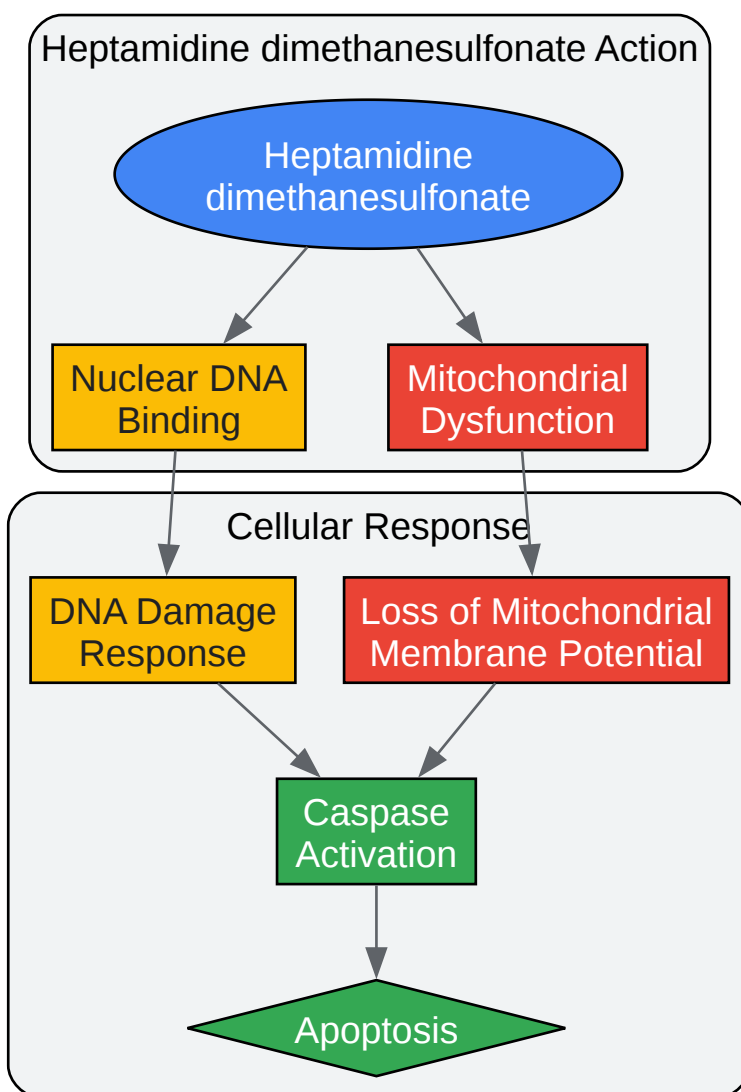 Heptamidine dimethanesulfonate Action
Heptamidine
dimethanesulfonate
Nuclear DNA
Binding
Mitochondrial
Dysfunction
Cellular Response
DNA Damage
Response
Loss of Mitochondrial
Membrane Potential
Caspase
Activation
Apoptosis